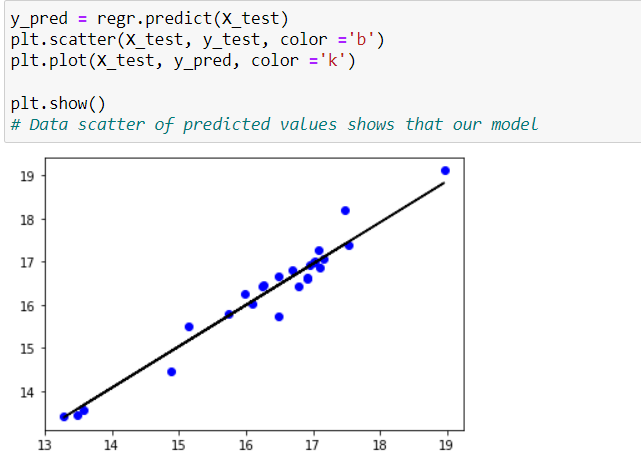 y_pred = regr.predict(X_test)
plt.scatter(X_test, y_test, color ='b')
plt.plot(X_test, y_pred, color ='k')
plt.show()
# Data scatter of predicted values shows that our model
19
18
17
16
15
14
13 14 15 16 17 18 19